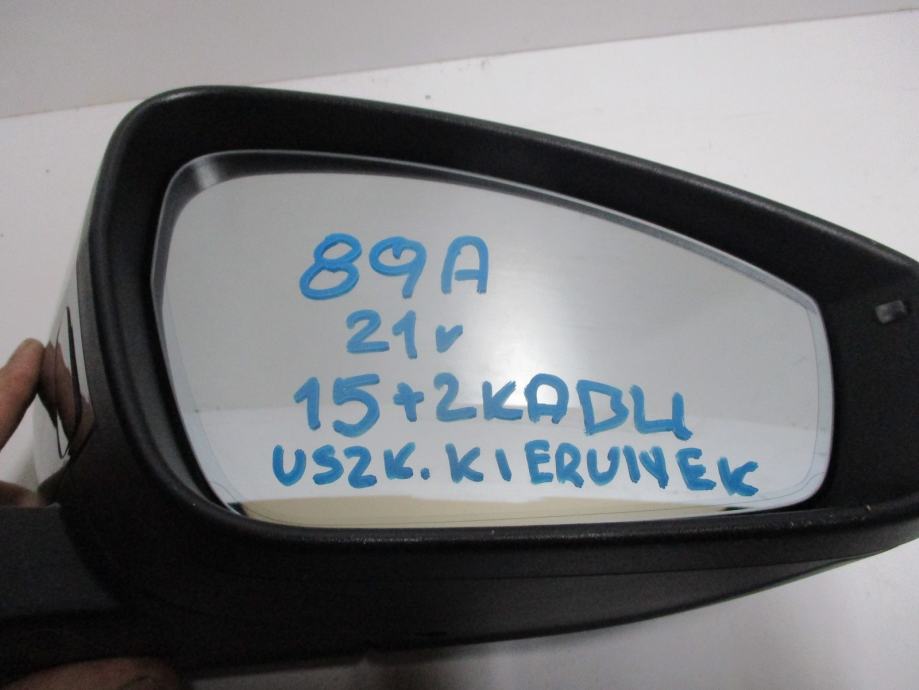 89A
21r
15+2KABLI
USZK. KIERUNEK